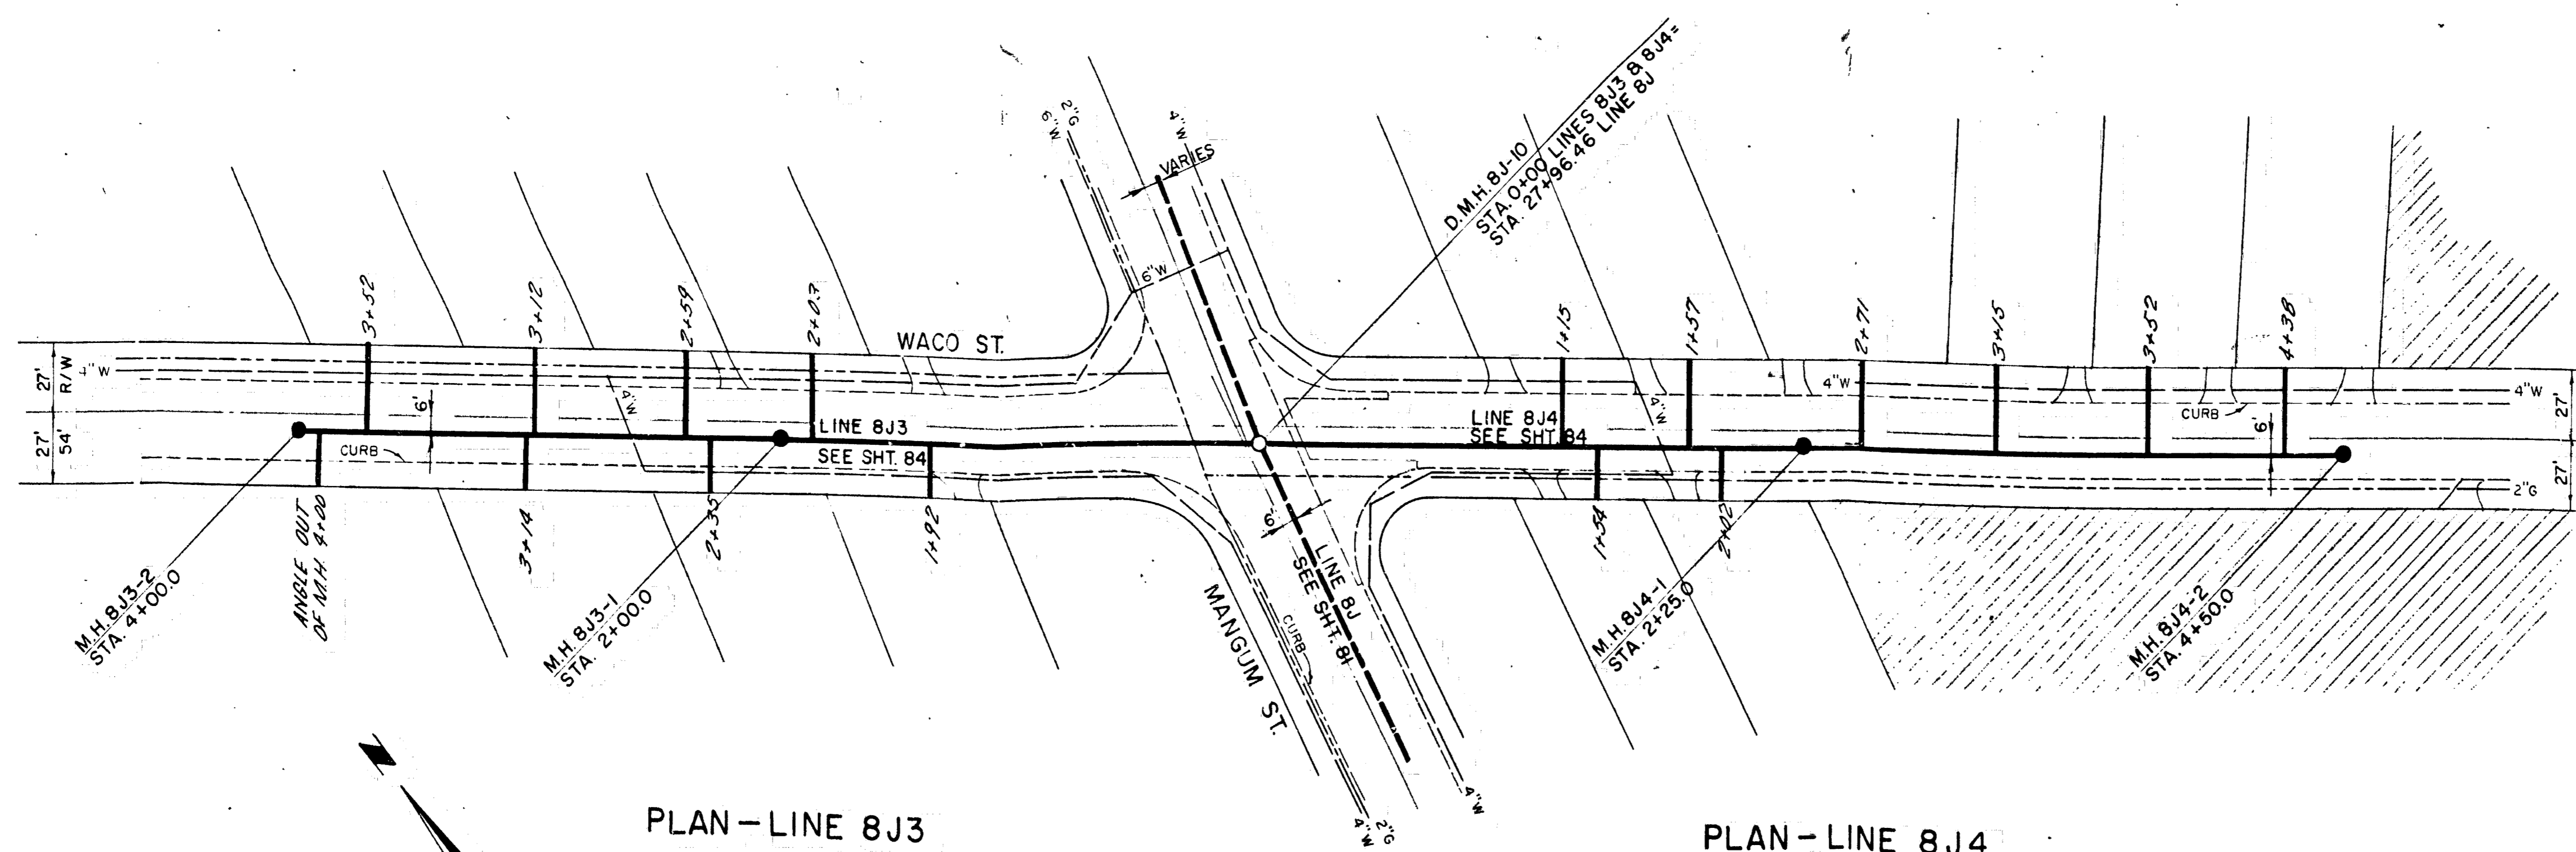 D.M.H. 8J-10
STA. 0+00 LINES 8J3 & 8J4=
STA. 27+96.46 LINE 8J
2"G
6"W
4"W
VARIES
6"W
3+52
3+12
2+59
2+03
WACO ST.
1+15
1+57
2+71
3+15
3+52
4+38
27'
R/W
4"W
27'
54'
6'
4"W
LINE 8J3
SEE SHT. 84
CURB
LINE 8J4
SEE SHT. 84
4"W
4"W
CURB
6'
4"W
27'
27'
2"G
ANGLE OUT
OF M.H. 4+00
3+14
2+35
1+92
6'
1+54
2+02
M.H. 8J3-2
STA. 4+00.0
M.H. 8J3-1
STA. 2+00.0
MANGUM ST.
CURB
LINE 8J
SEE SHT. 81
M.H. 8J4-1
STA. 2+25.0
M.H. 8J4-2
STA. 4+50.0
N
4"W
2"G
4"W
PLAN-LINE 8J3
PLAN-LINE 8J4